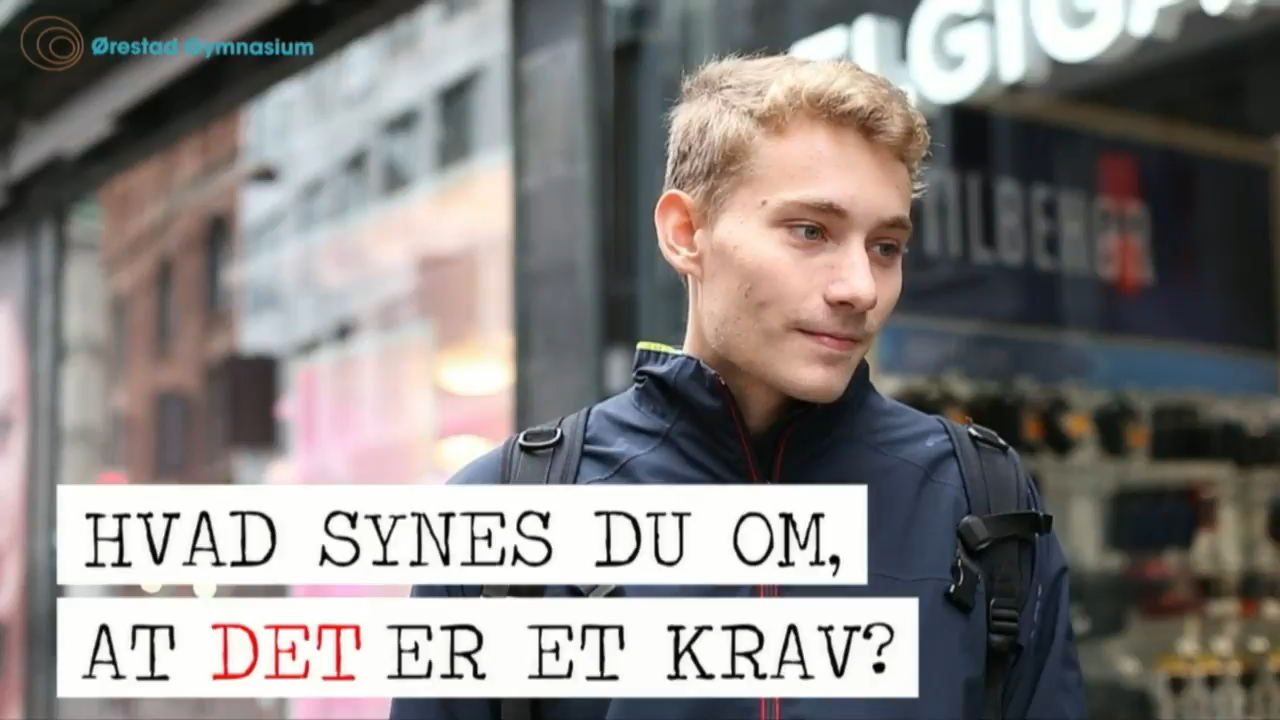 Ørestad Gymnasium
HVAD SYNES DU OM,
AT DET ER ET KRAV?